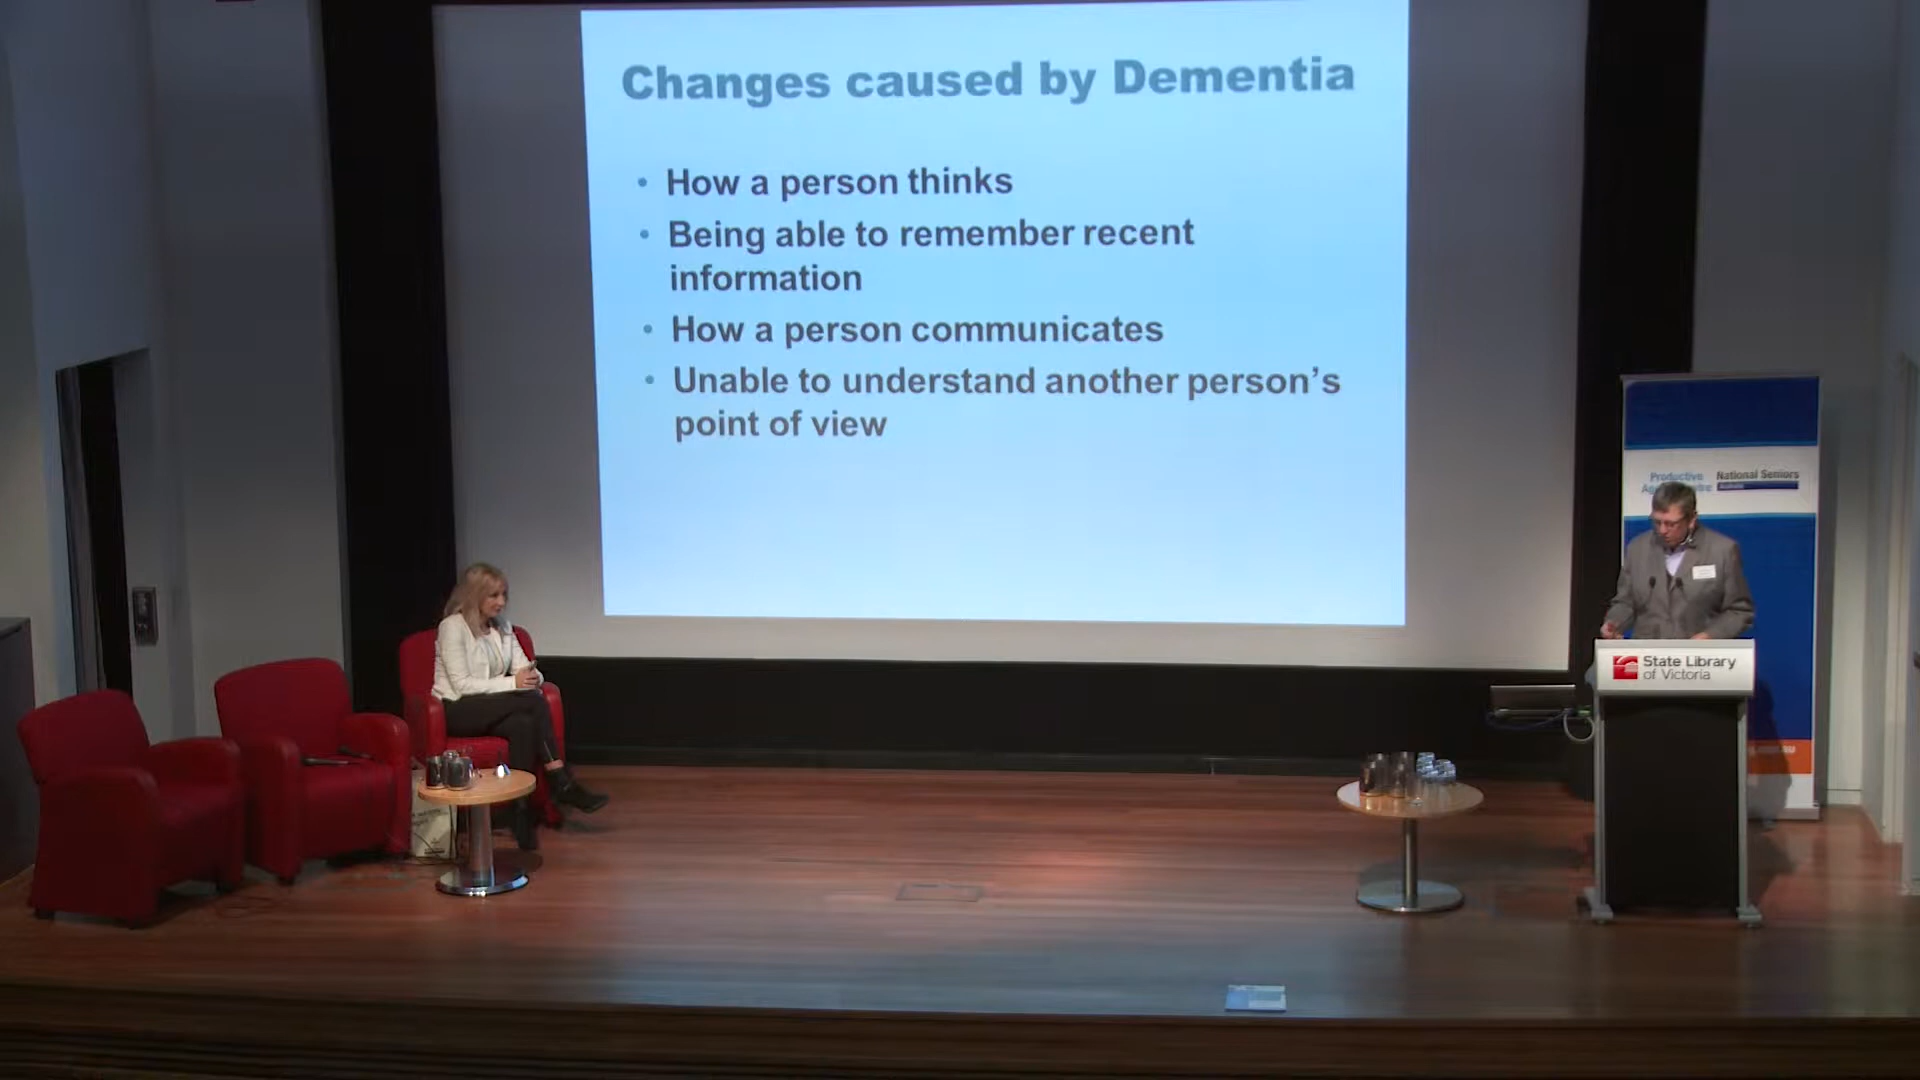 Changes caused by Dementia
• How a person thinks
• Being able to remember recent
information
• How a person communicates
• Unable to understand another person’s
point of view
Productive
National Seniors
State Library
of Victoria